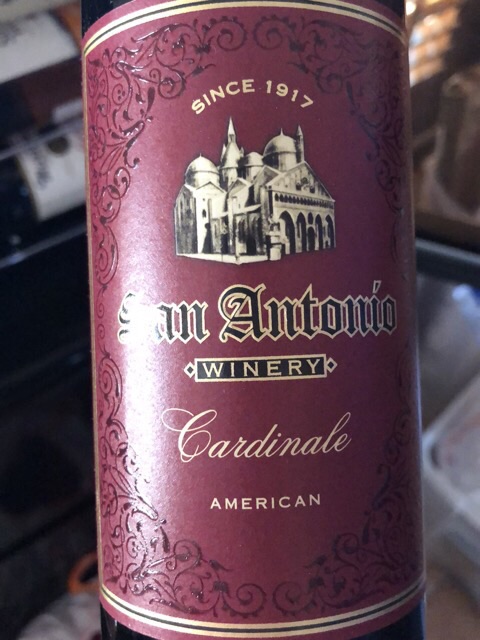 SINCE 1917
San Antonio
WINERY
Cardinale
AMERICAN